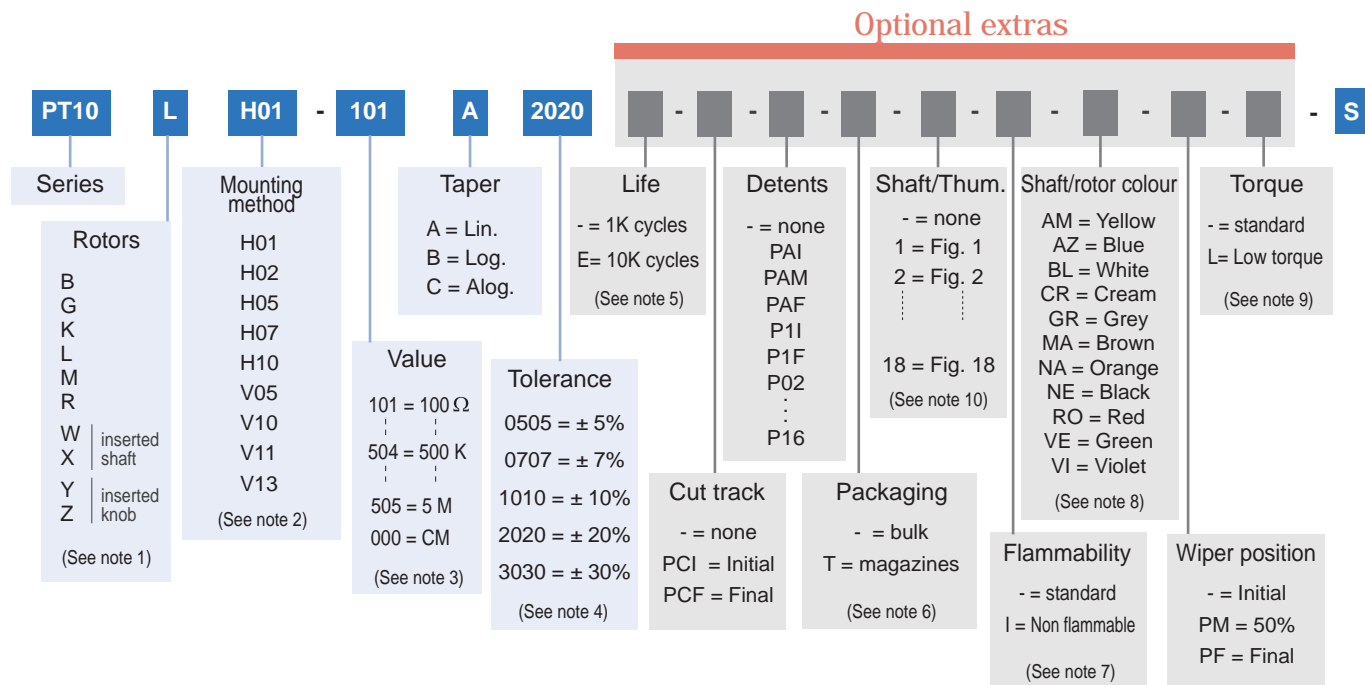 Optional extras
PT10 L H01 - 101 A 2020 - - - - - - - - - S
Series
Rotors
B
G
K
L
M
R
W
X
inserted
shaft
Y
Z
inserted
knob
(See note 1)
Mounting
method
H01
H02
H05
H07
H10
V05
V10
V11
V13
(See note 2)
Value
101 = 100 Ω
504 = 500 K
505 = 5 M
000 = CM
(See note 3)
Taper
A = Lin.
B = Log.
C = Alog.
Tolerance
0505 = ± 5%
0707 = ± 7%
1010 = ± 10%
2020 = ± 20%
3030 = ± 30%
(See note 4)
Life
- = 1K cycles
E= 10K cycles
(See note 5)
Cut track
- = none
PCI = Initial
PCF = Final
Detents
- = none
PAI
PAM
PAF
P1I
P1F
P02
:
:
P16
Packaging
- = bulk
T = magazines
(See note 6)
Shaft/Thum.
- = none
1 = Fig. 1
2 = Fig. 2
18 = Fig. 18
(See note 10)
Flammability
- = standard
I = Non flammable
(See note 7)
Shaft/rotor colour
AM = Yellow
AZ = Blue
BL = White
CR = Cream
GR = Grey
MA = Brown
NA = Orange
NE = Black
RO = Red
VE = Green
VI = Violet
(See note 8)
Wiper position
- = Initial
PM = 50%
PF = Final
Torque
- = standard
L= Low torque
(See note 9)